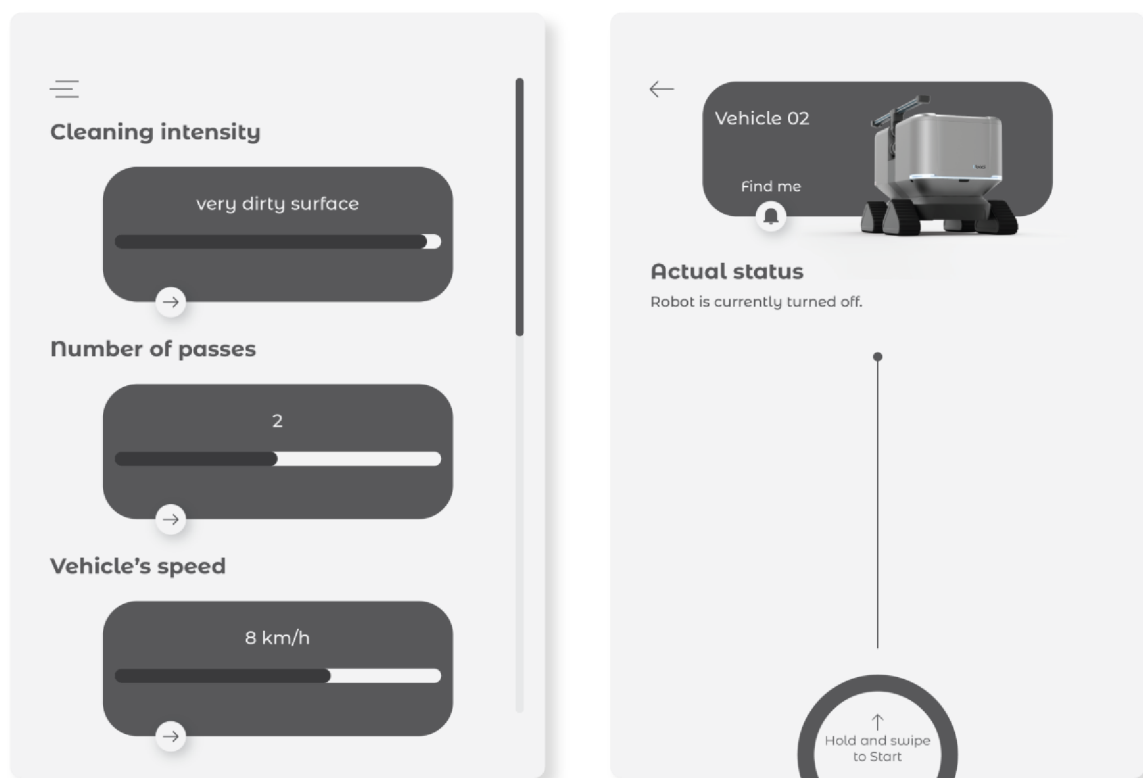 Cleaning intensity
very dirty surface
Number of passes
2
Vehicle's speed
8 km/h
Vehicle 02
Find me
Actual status
Robot is currently turned off.
Hold and swipe
to Start